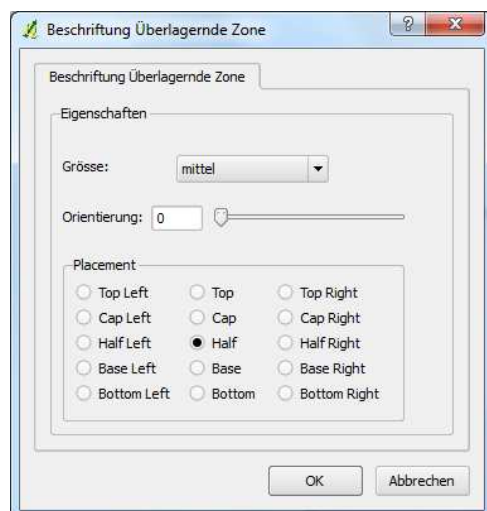 Beschriftung Überlagernde Zone
Beschriftung Überlagernde Zone
Eigenschaften
Grösse: mittel
Orientierung: 0
Placement
Top Left Top Top Right
Cap Left Cap Cap Right
Half Left Half Half Right
Base Left Base Base Right
Bottom Left Bottom Bottom Right
OK Abbrechen